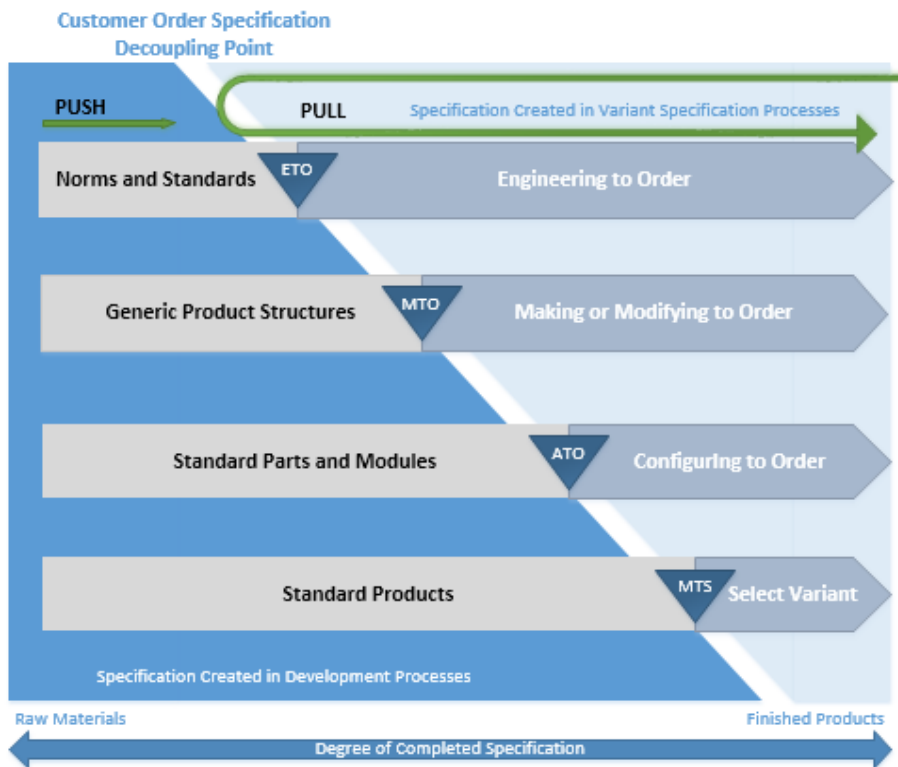 Customer Order Specification
Decoupling Point
PUSH
PULL
Specification Created in Variant Specification Processes
Norms and Standards
ETO
Engineering to Order
Generic Product Structures
MTO
Making or Modifying to Order
Standard Parts and Modules
ATO
Configuring to Order
Standard Products
MTS
Select Variant
Specification Created in Development Processes
Raw Materials
Finished Products
Degree of Completed Specification